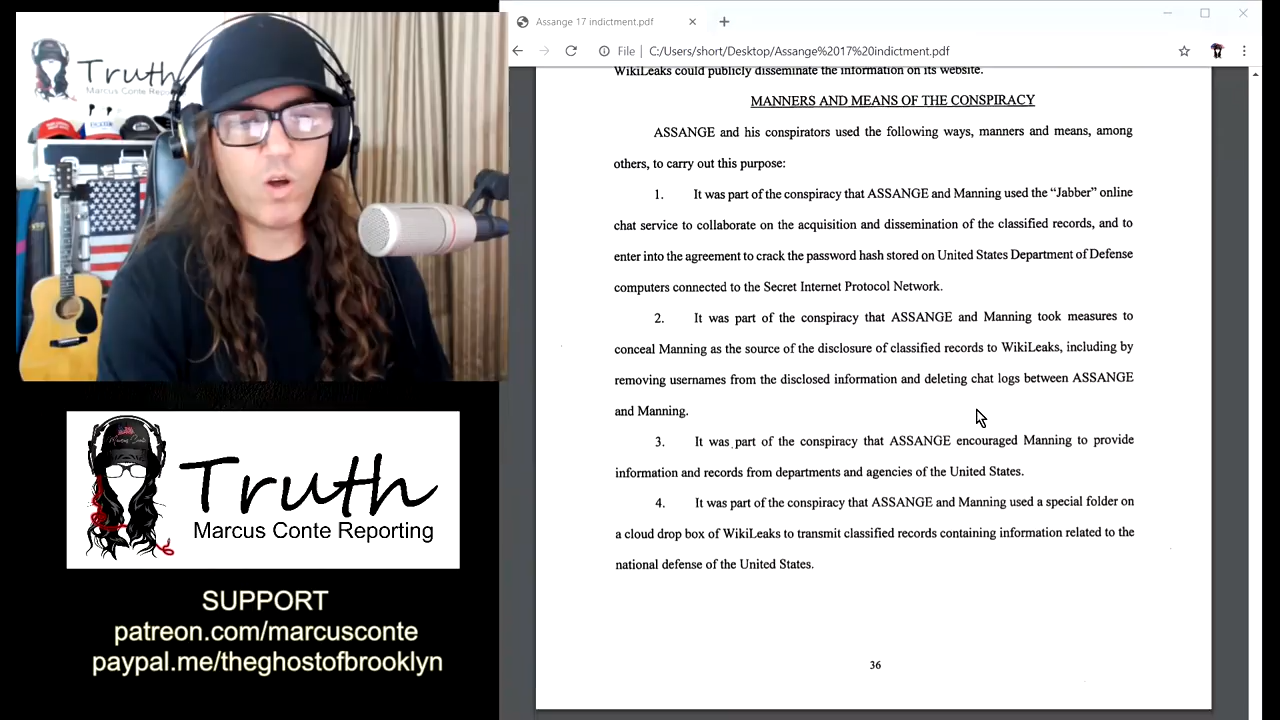 Truth
Marcus Conte Repor
Truth
Marcus Conte Reporting
SUPPORT
patreon.com/marcusconte
paypal.me/theghostofbrooklyn
Assange 17 indictment.pdf
File | C:/Users/short/Desktop/Assange%2017%20indictment.pdf
WikiLeaks could publicly disseminate the information on its website.
MANNERS AND MEANS OF THE CONSPIRACY
ASSANGE and his conspirators used the following ways, manners and means, among
others, to carry out this purpose:
1. It was part of the conspiracy that ASSANGE and Manning used the “Jabber” online
chat service to collaborate on the acquisition and dissemination of the classified records, and to
enter into the agreement to crack the password hash stored on United States Department of Defense
computers connected to the Secret Internet Protocol Network.
2. It was part of the conspiracy that ASSANGE and Manning took measures to
conceal Manning as the source of the disclosure of classified records to WikiLeaks, including by
removing usernames from the disclosed information and deleting chat logs between ASSANGE
and Manning.
3. It was part of the conspiracy that ASSANGE encouraged Manning to provide
information and records from departments and agencies of the United States.
4. It was part of the conspiracy that ASSANGE and Manning used a special folder on
a cloud drop box of WikiLeaks to transmit classified records containing information related to the
national defense of the United States.
36